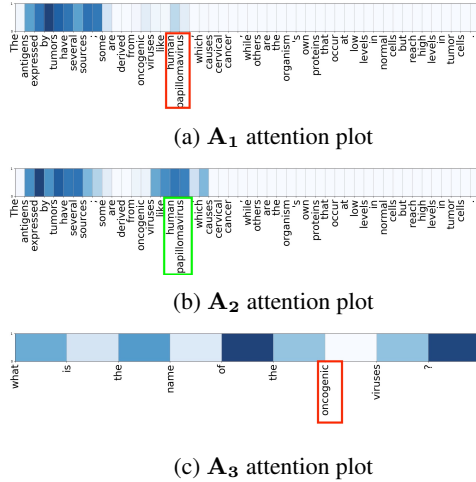 The antigens expressed by tumors have several sources ; some are derived from oncogenic viruses like human papillomavirus , which causes cervical cancer , while others are the organism 's own proteins that occur at low levels in normal cells but reach high levels in tumor cells .
(a) A₁ attention plot
The antigens expressed by tumors have several sources ; some are derived from oncogenic viruses like human papillomavirus , which causes cervical cancer , while others are the organism 's own proteins that occur at low levels in normal cells but reach high levels in tumor cells .
(b) A₂ attention plot
what is the name of the oncogenic viruses ?
(c) A₃ attention plot